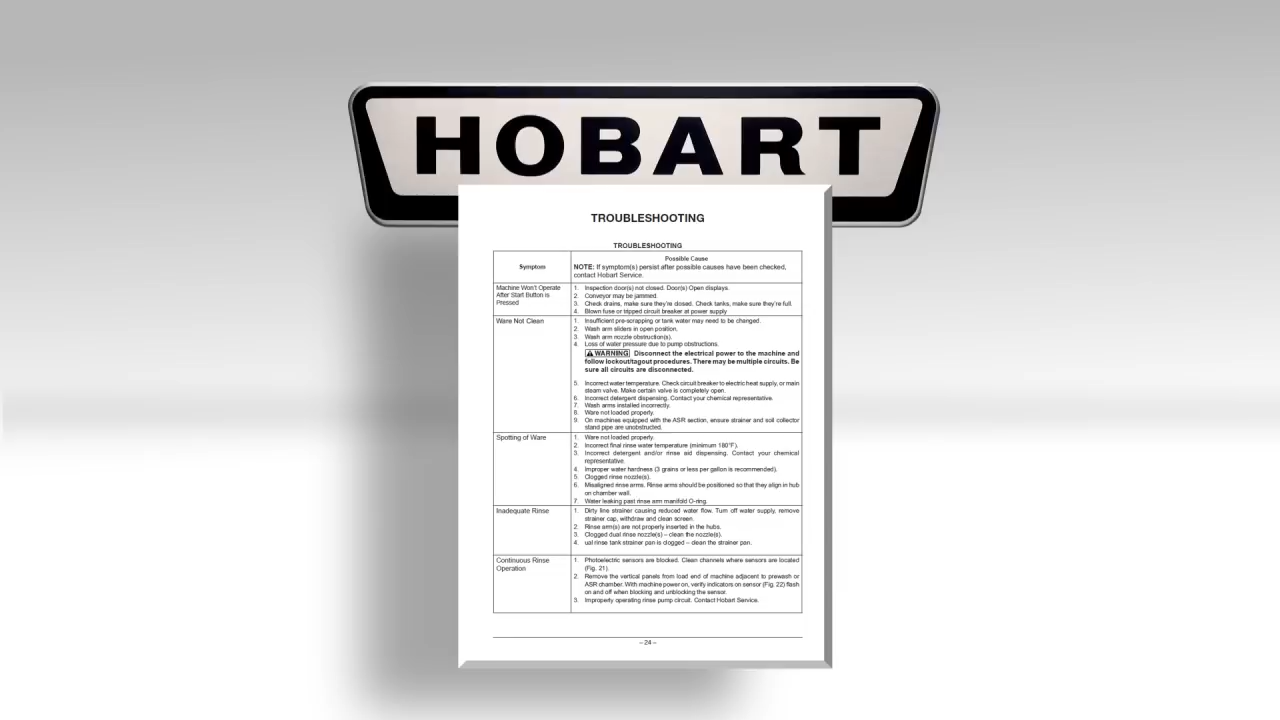 HOBART
TROUBLESHOOTING
TROUBLESHOOTING
Symptom
Possible Cause
NOTE: If symptom(s) persist after possible causes have been checked,
contact Hobart Service.
Machine Won't Operate
After Start Button is
Pressed
1. Inspection door(s) not closed. Door(s) Open displays.
2. Conveyor may be jammed.
3. Check drains, make sure they're closed. Check tanks, make sure they're full.
4. Blown fuse or tripped circuit breaker at power supply
Ware Not Clean
1. Insufficient pre-scrapping or tank water may need to be changed.
2. Wash arm sliders in open position.
3. Wash arm nozzle obstruction(s).
4. Loss of water pressure due to pump obstructions.
⚠ WARNING Disconnect the electrical power to the machine and
follow lockout/tagout procedures. There may be multiple circuits. Be
sure all circuits are disconnected.
5. Incorrect water temperature. Check circuit breaker to electric heat supply, or main
steam valve. Make certain valve is completely open.
6. Incorrect detergent dispensing. Contact your chemical representative.
7. Wash arms installed incorrectly.
8. Ware not loaded properly.
9. On machines equipped with the ASR section, ensure strainer and soil collector
stand pipe are unobstructed.
Spotting of Ware
1. Ware not loaded properly.
2. Incorrect final rinse water temperature (minimum 180°F).
3. Incorrect detergent and/or rinse aid dispensing. Contact your chemical
representative.
4. Improper water hardness (3 grains or less per gallon is recommended).
5. Clogged rinse nozzle(s).
6. Misaligned rinse arms. Rinse arms should be positioned so that they align in hub
on chamber wall.
7. Water leaking past rinse arm manifold O-ring.
Inadequate Rinse
1. Dirty line strainer causing reduced water flow. Turn off water supply, remove
strainer cap, withdraw and clean screen.
2. Rinse arm(s) are not properly inserted in the hubs.
3. Clogged dual rinse nozzle(s) – clean the nozzle(s).
4. ual rinse tank strainer pan is clogged – clean the strainer pan.
Continuous Rinse
Operation
1. Photoelectric sensors are blocked. Clean channels where sensors are located
(Fig. 21).
2. Remove the vertical panels from load end of machine adjacent to prewash or
ASR chamber. With machine power on, verify indicators on sensor (Fig. 22) flash
on and off when blocking and unblocking the sensor.
3. Improperly operating rinse pump circuit. Contact Hobart Service.
– 24 –